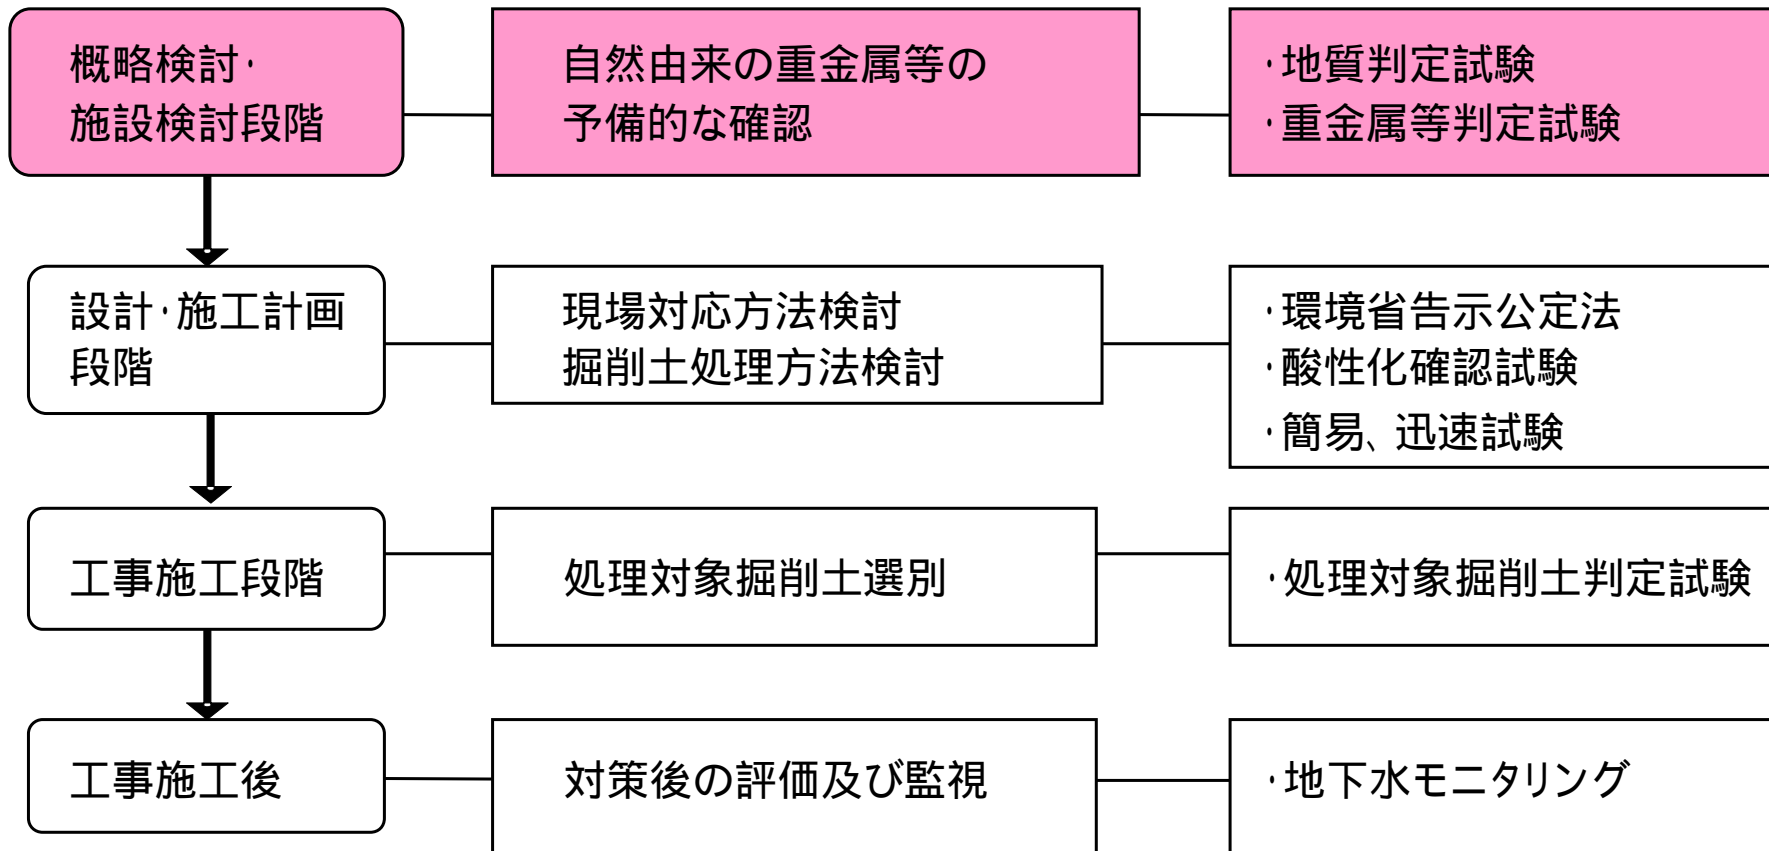 概略検討・
施設検討段階
自然由来の重金属等の
予備的な確認
・地質判定試験
・重金属等判定試験
設計・施工計画
段階
現場対応方法検討
掘削土処理方法検討
・環境省告示公定法
・酸性化確認試験
・簡易、迅速試験
工事施工段階
処理対象掘削土選別
・処理対象掘削土判定試験
工事施工後
対策後の評価及び監視
・地下水モニタリング